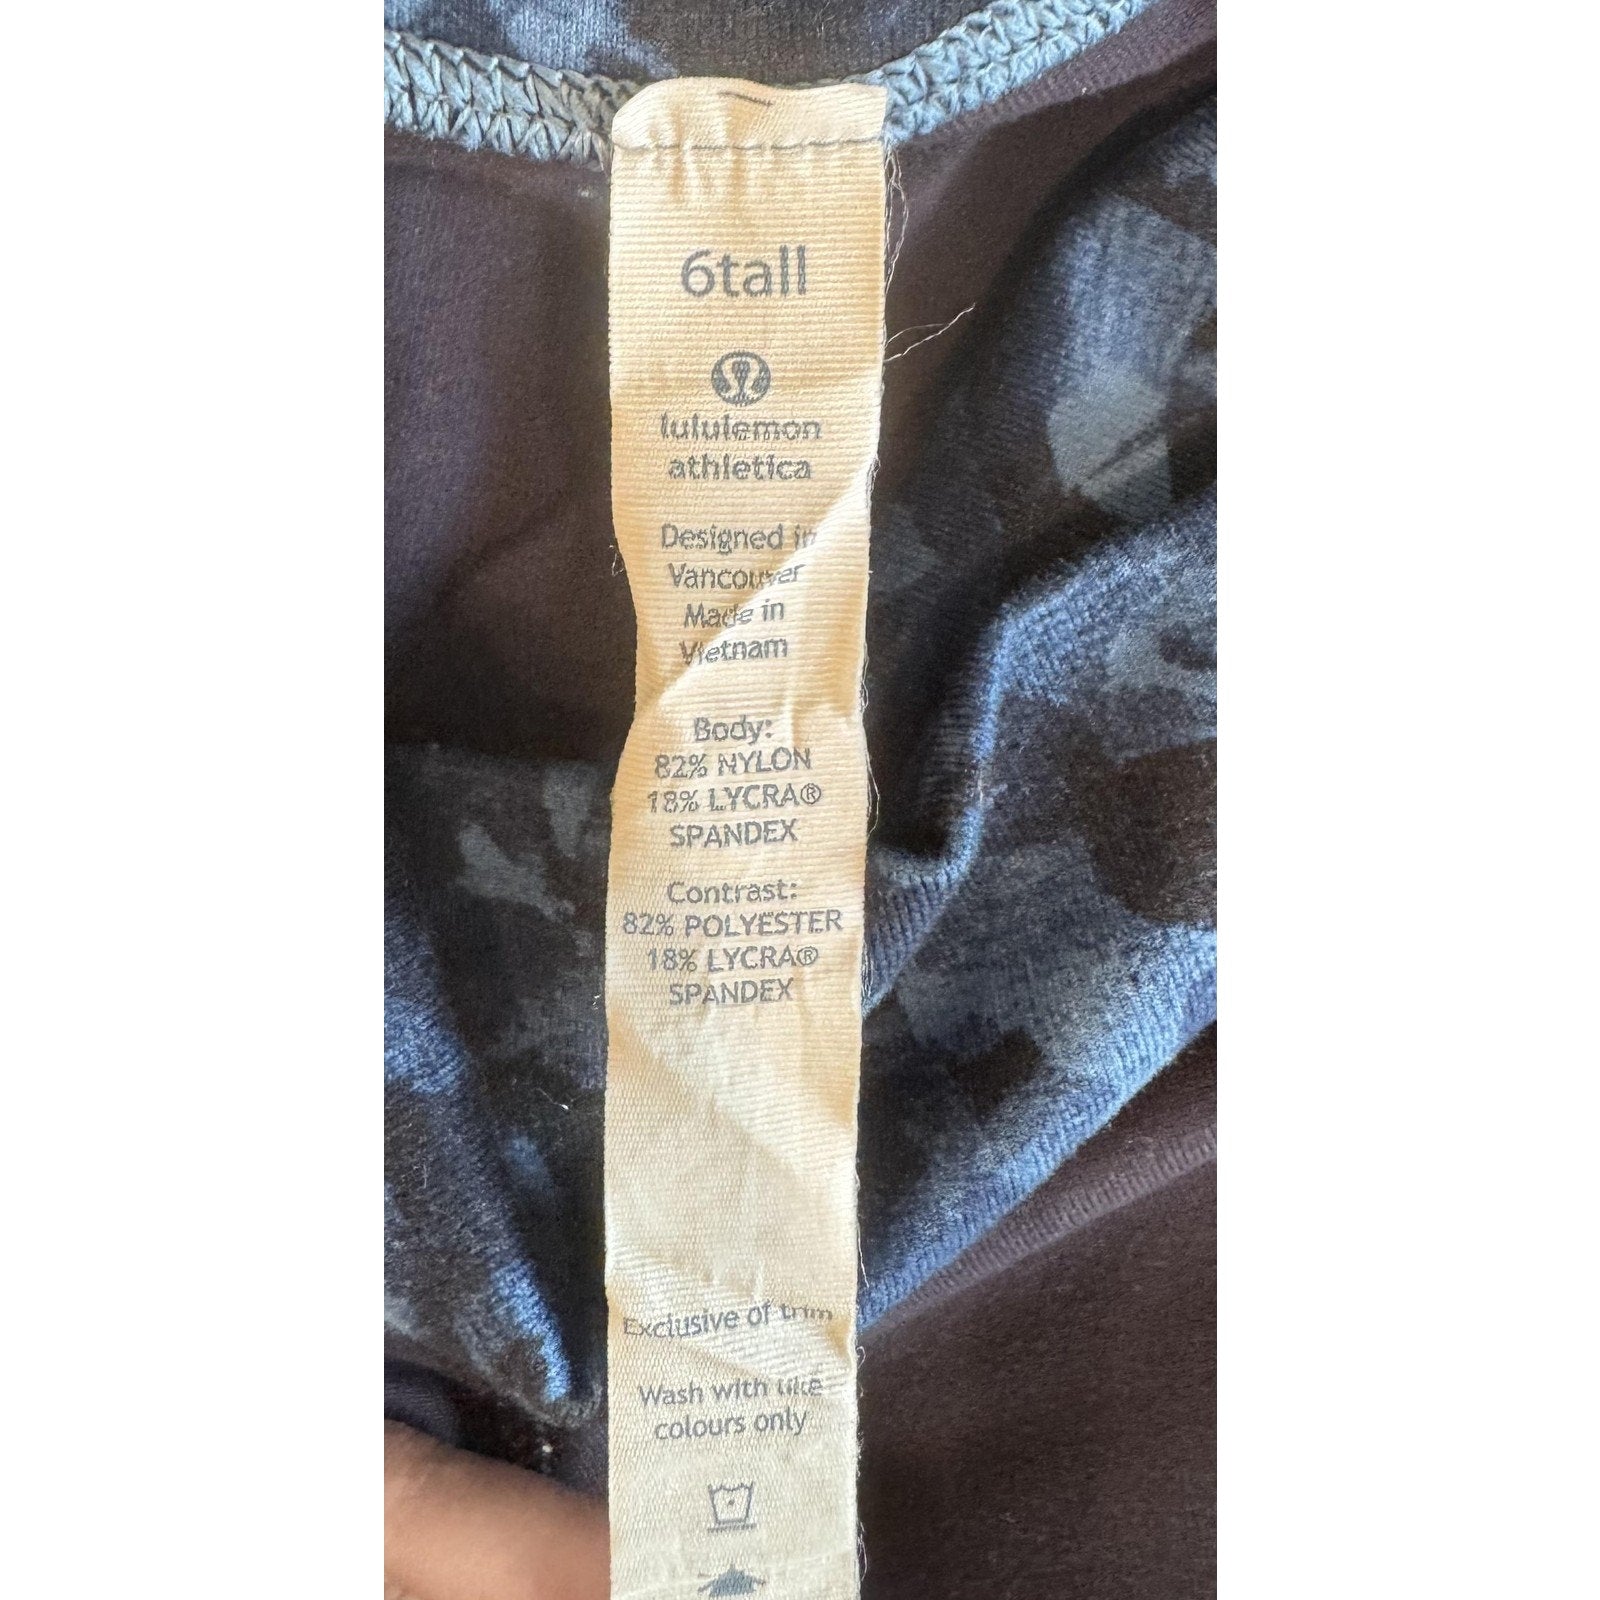 6tall
lululemon
athletica
Designed in
Vancouver
Made in
Vietnam
Body:
82% NYLON
18% LYCRA®
SPANDEX
Contrast:
82% POLYESTER
18% LYCRA®
SPANDEX
Exclusive of trim
Wash with like
colours only